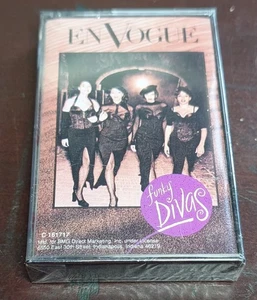 EN VOGUE
funky
DIVAS
C 161717
Mfd. for BMG Direct Marketing, Inc. under License
6550 East 30th Street, Indianapolis, Indiana 46219